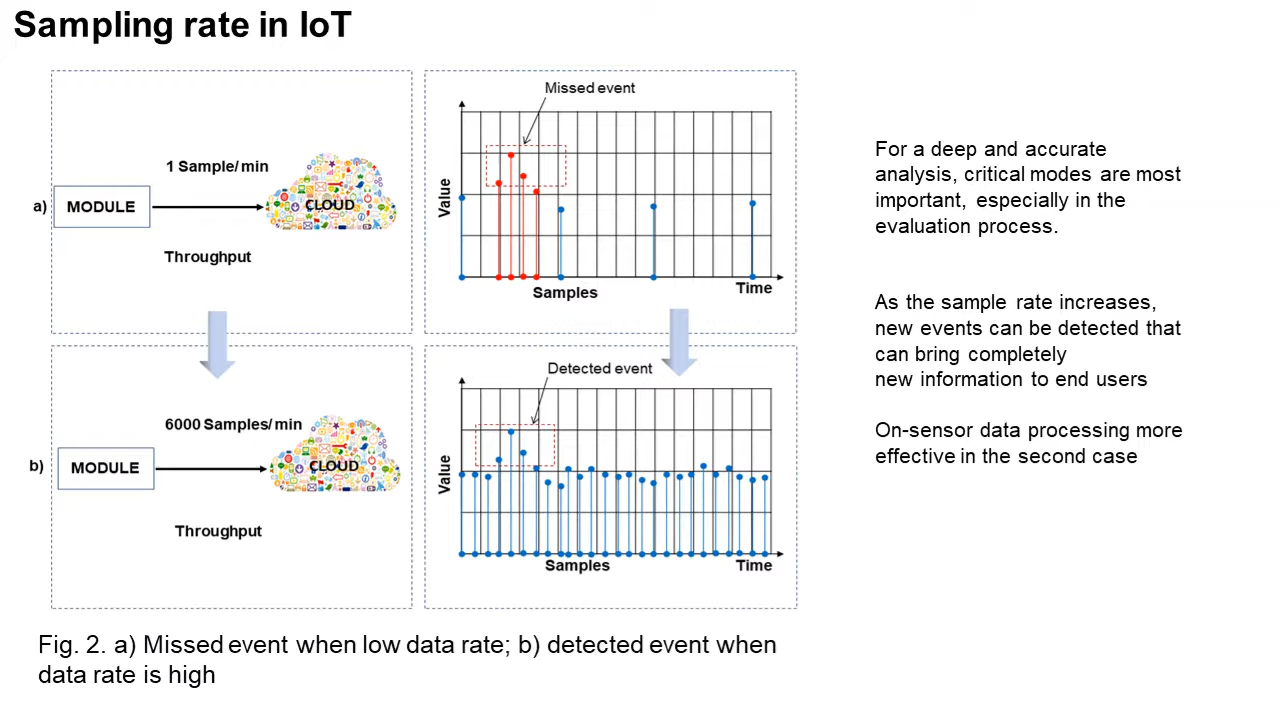 Sampling rate in IoT
a)
MODULE
1 Sample/ min
CLOUD
Throughput
Missed event
Value
Samples
Time
b)
MODULE
6000 Samples/ min
CLOUD
Throughput
Detected event
Value
Samples
Time
For a deep and accurate
analysis, critical modes are most
important, especially in the
evaluation process.
As the sample rate increases,
new events can be detected that
can bring completely
new information to end users
On-sensor data processing more
effective in the second case
Fig. 2. a) Missed event when low data rate; b) detected event when
data rate is high